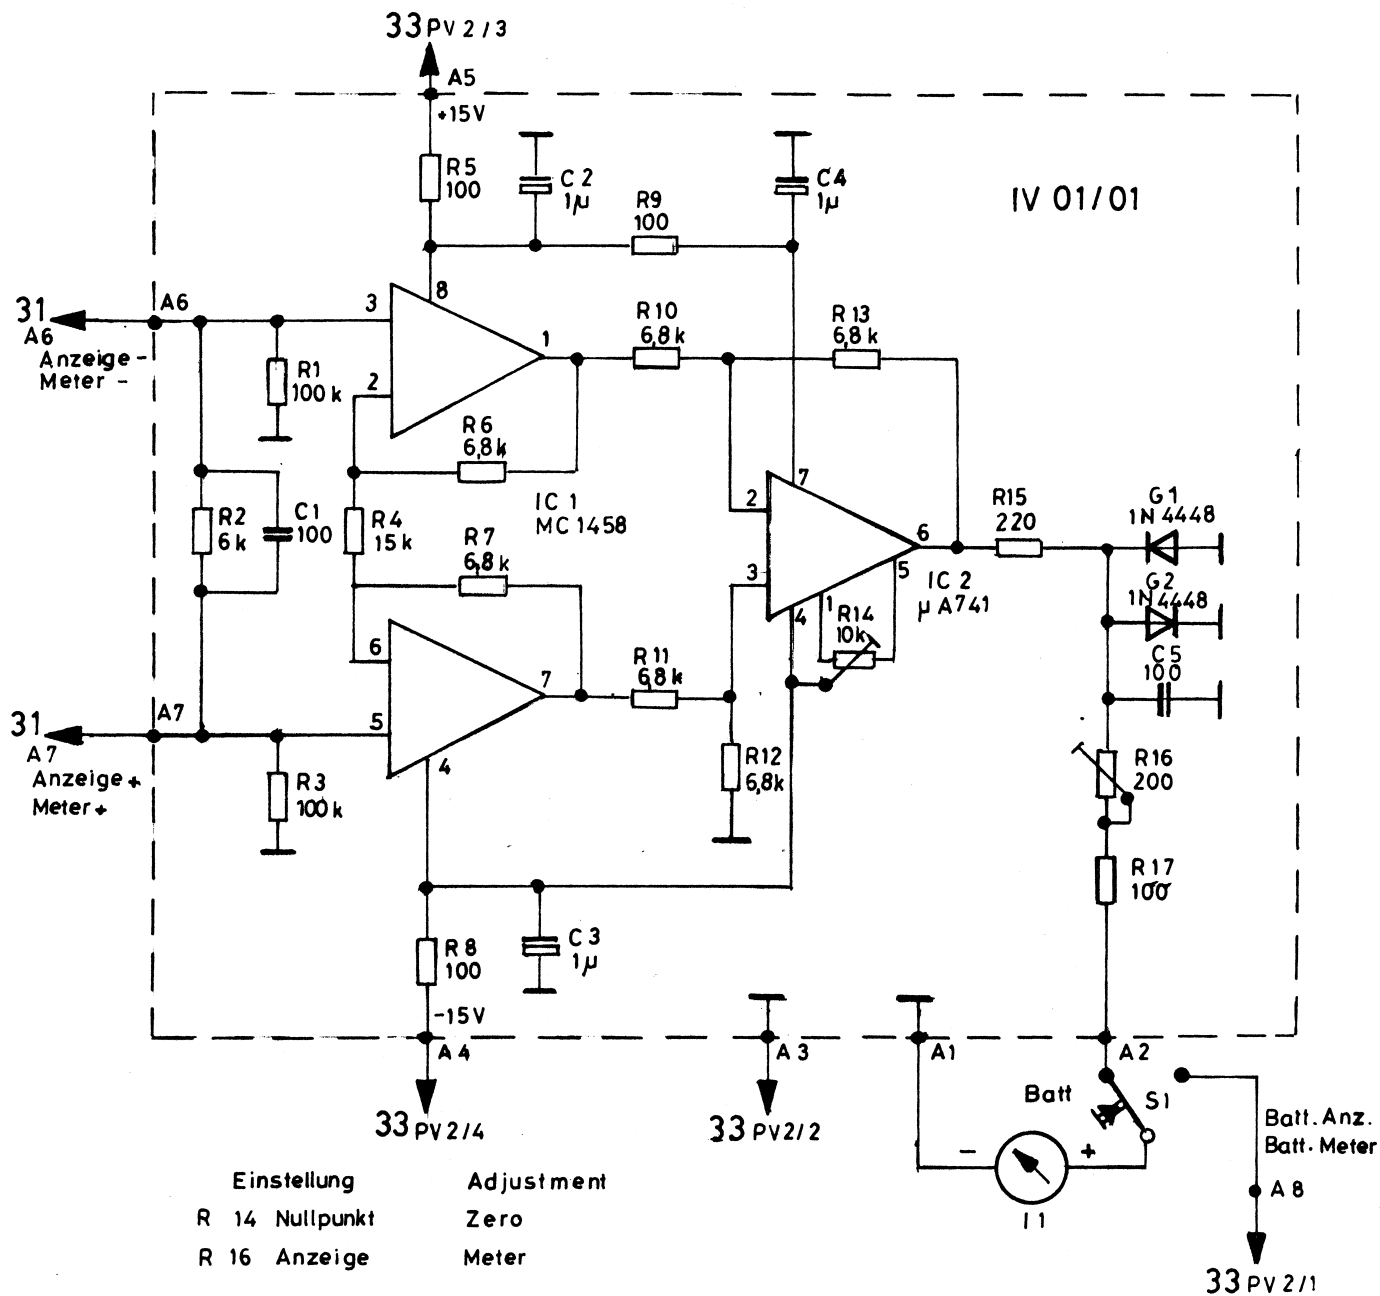 33 PV 2/3
A5
+15V
R5
100
C2
1µ
R9
100
C4
1µ
IV 01/01
8
31
A6
Anzeige -
Meter -
A6
3
1
2
R1
100 k
R10
6,8 k
R13
6,8 k
R6
6,8 k
IC 1
MC 1458
R2
6 k
C1
100
R4
15 k
R7
6,8 k
7
2
3
6
5
4
1
IC 2
µA741
R14
10k
R15
220
G1
1N 4448
G2
1N 4448
C5
100
6
7
5
4
R11
6,8 k
31
A7
Anzeige +
Meter +
A7
R3
100 k
R12
6,8k
R16
200
R17
100
R8
100
C3
1µ
-15V
A4
A3
A1
A2
33 PV 2/4
33 PV 2/2
Batt
S1
-
+
I1
Batt. Anz.
Batt. Meter
A8
33 PV 2/1
Einstellung Adjustment
R 14 Nullpunkt Zero
R 16 Anzeige Meter